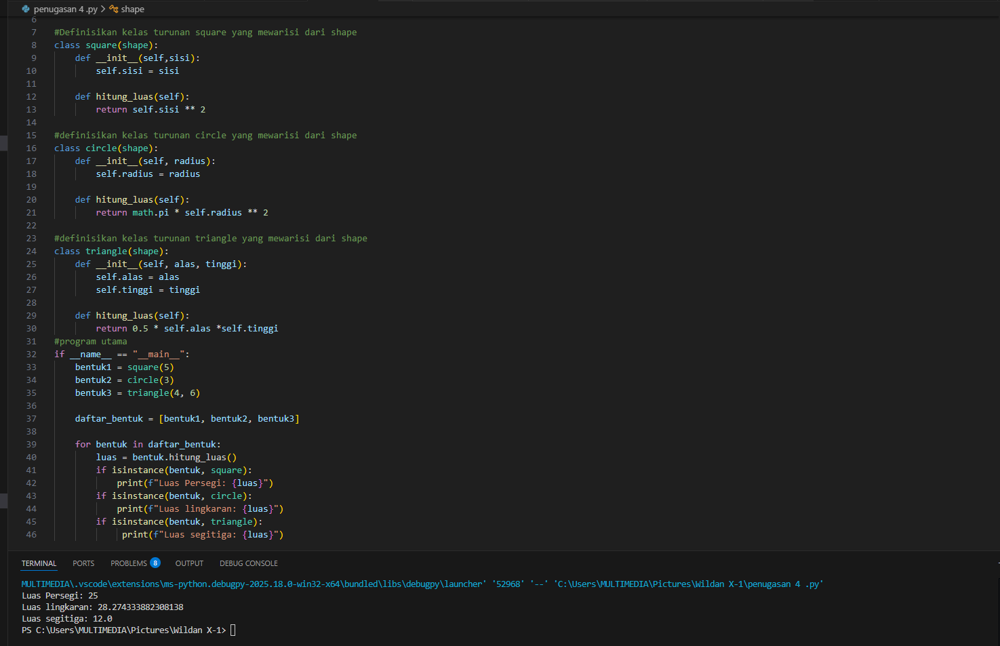 penugasan 4 .py > shape
6
7 #Definisikan kelas turunan square yang mewarisi dari shape
8 class square(shape):
9     def __init__(self,sisi):
10         self.sisi = sisi
11
12     def hitung_luas(self):
13         return self.sisi ** 2
14
15 #definisikan kelas turunan circle yang mewarisi dari shape
16 class circle(shape):
17     def __init__(self, radius):
18         self.radius = radius
19
20     def hitung_luas(self):
21         return math.pi * self.radius ** 2
22
23 #definisikan kelas turunan triangle yang mewarisi dari shape
24 class triangle(shape):
25     def __init__(self, alas, tinggi):
26         self.alas = alas
27         self.tinggi = tinggi
28
29     def hitung_luas(self):
30         return 0.5 * self.alas *self.tinggi
31 #program utama
32 if __name__ == "__main__":
33     bentuk1 = square(5)
34     bentuk2 = circle(3)
35     bentuk3 = triangle(4, 6)
36
37     daftar_bentuk = [bentuk1, bentuk2, bentuk3]
38
39     for bentuk in daftar_bentuk:
40         luas = bentuk.hitung_luas()
41         if isinstance(bentuk, square):
42             print(f"Luas Persegi: {luas}")
43         if isinstance(bentuk, circle):
44             print(f"Luas lingkaran: {luas}")
45         if isinstance(bentuk, triangle):
46              print(f"Luas segitiga: {luas}")
TERMINAL PORTS PROBLEMS 8 OUTPUT DEBUG CONSOLE
MULTIMEDIA\.vscode\extensions\ms-python.debugpy-2025.18.0-win32-x64\bundled\libs\debugpy\launcher' '52968' '--' 'C:\Users\MULTIMEDIA\Pictures\Wildan X-1\penugasan 4 .py'
Luas Persegi: 25
Luas lingkaran: 28.274333882308138
Luas segitiga: 12.0
PS C:\Users\MULTIMEDIA\Pictures\Wildan X-1>